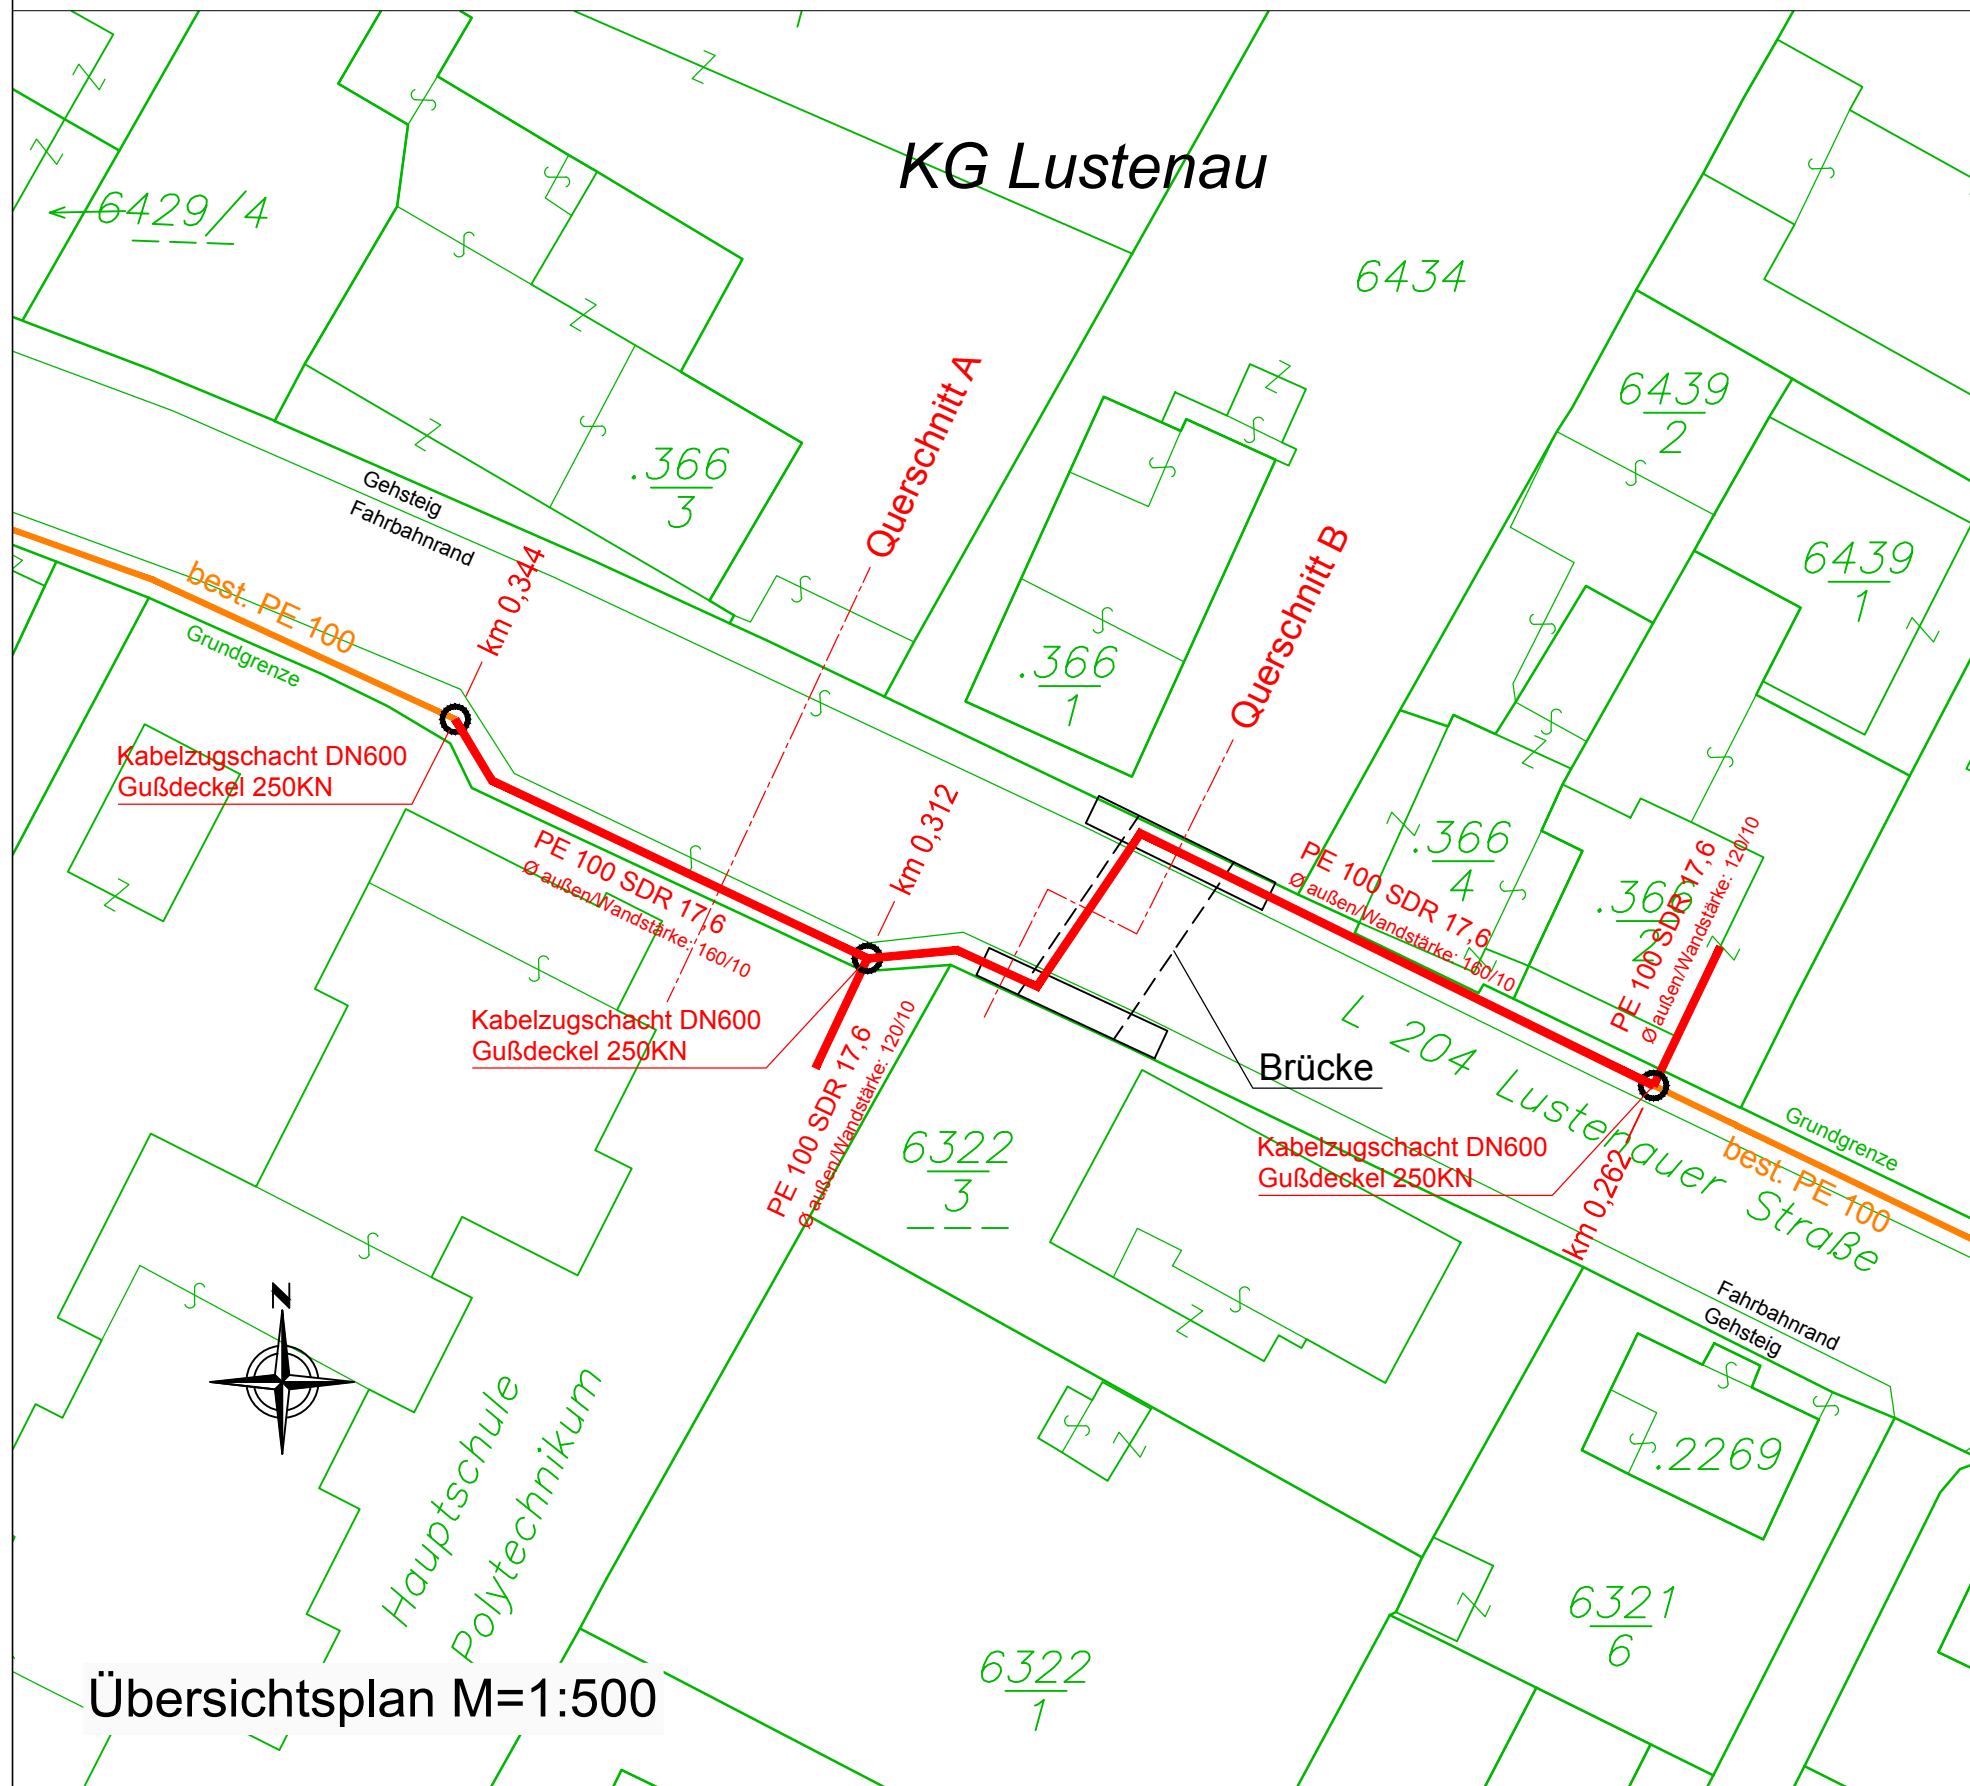 KG Lustenau
6429/4
6434
6439
2
6439
1
.366
3
.366
1
.366
4
.366
2
Querschnitt A
Querschnitt B
Gehsteig
Fahrbahnrand
best. PE 100
Grundgrenze
km 0,344
Kabelzugschacht DN600
Gußdeckel 250KN
PE 100 SDR 17,6
Ø außen/Wandstärke: 160/10
km 0,312
Kabelzugschacht DN600
Gußdeckel 250KN
PE 100 SDR 17,6
Ø außen/Wandstärke: 120/10
PE 100 SDR 17,6
Ø außen/Wandstärke: 160/10
PE 100 SDR 17,6
Ø außen/Wandstärke: 120/10
Brücke
L 204 Lustenauer Straße
Kabelzugschacht DN600
Gußdeckel 250KN
km 0,262
best. PE 100
Grundgrenze
Fahrbahnrand
Gehsteig
6322
3
.2269
N
Hauptschule
Polytechnikum
6321
6
6322
1
Übersichtsplan M=1:500